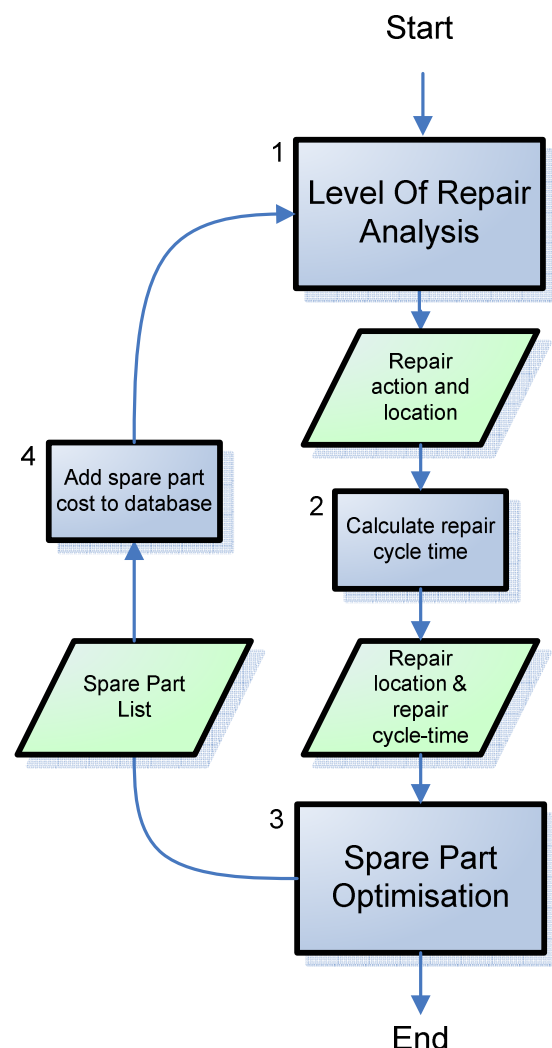 Start
1
Level Of Repair
Analysis
Repair
action and
location
4
Add spare part
cost to database
2
Calculate repair
cycle time
Spare Part
List
Repair
location &
repair
cycle-time
3
Spare Part
Optimisation
End